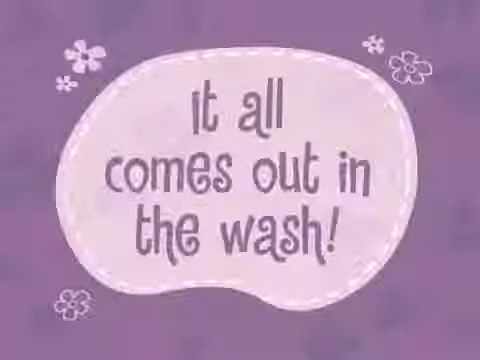 it all
comes out in
the wash!